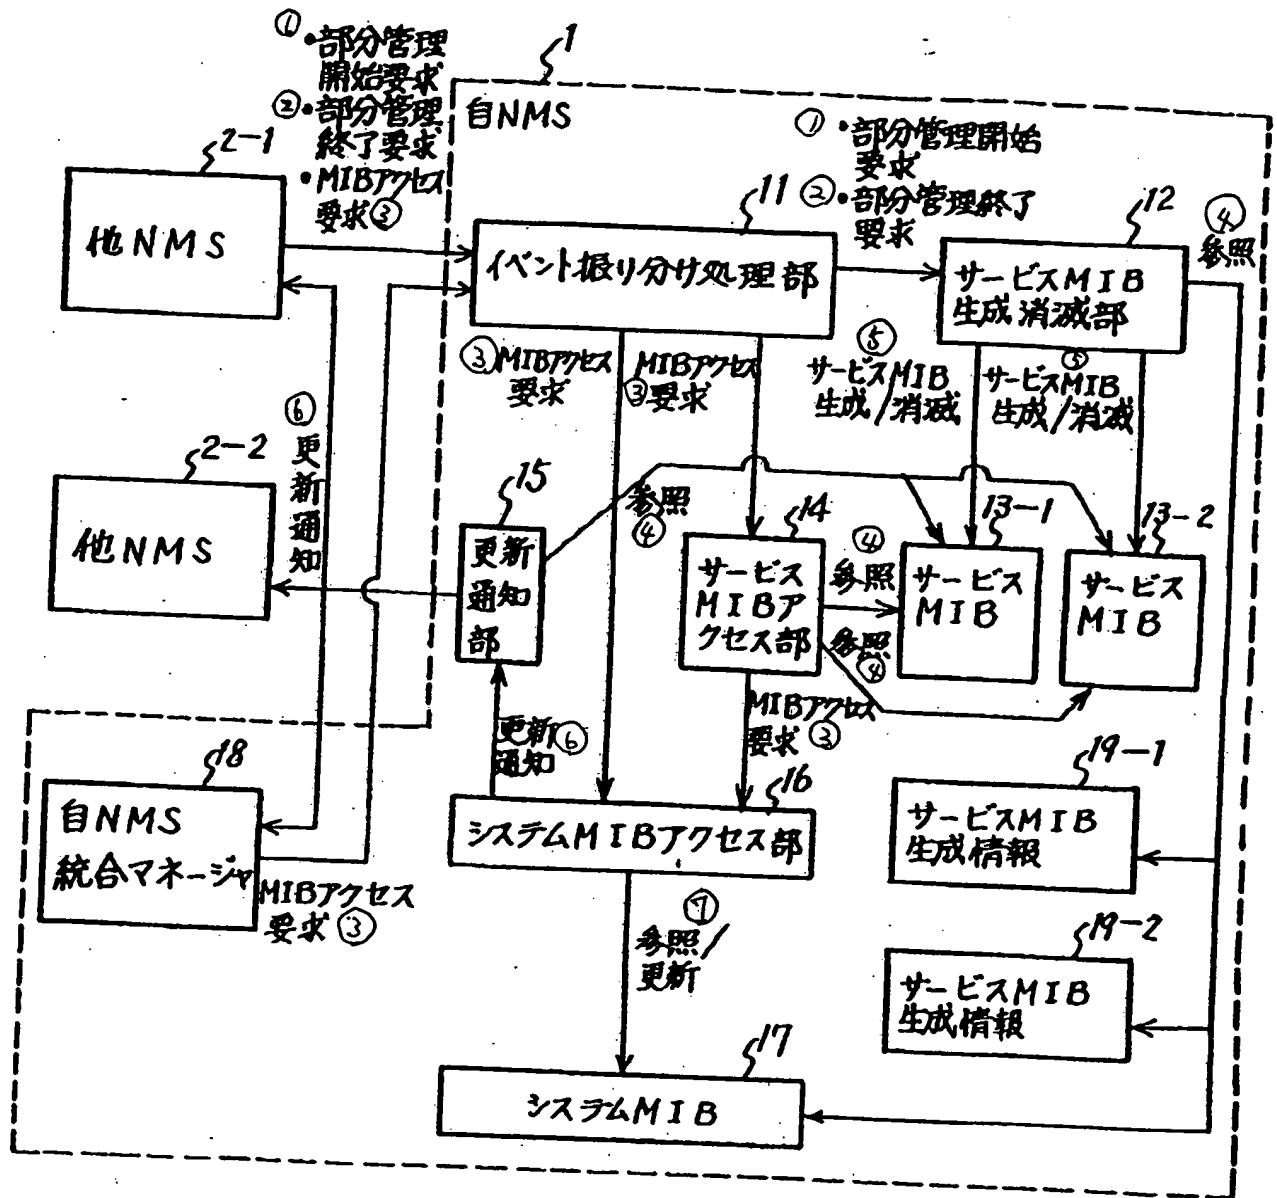 ①
・部分管理
開始要求
②・部分管理
終了要求
・MIBアクセス
要求③
1
自NMS
①・部分管理開始
要求
②・部分管理終了
要求
2-1
他NMS
11
イベント振り分け処理部
12
サービスMIB
生成消滅部
④
参照
③MIBアクセス
要求
MIBアクセス
③要求
⑤
サービスMIB
生成/消滅
⑤
サービスMIB
生成/消滅
⑥
更
新
通
知
2-2
他NMS
15
更新
通知
部
参照
④
14
サービス
MIBア
クセス部
④
参照
参照
④
13-1
サービス
MIB
13-2
サービス
MIB
MIBアクセス
要求③
更新⑥
通知
18
自NMS
統合マネージャ
MIBアクセス
要求③
16
システムMIBアクセス部
19-1
サービスMIB
生成情報
⑦
参照/
更新
19-2
サービスMIB
生成情報
17
システムMIB